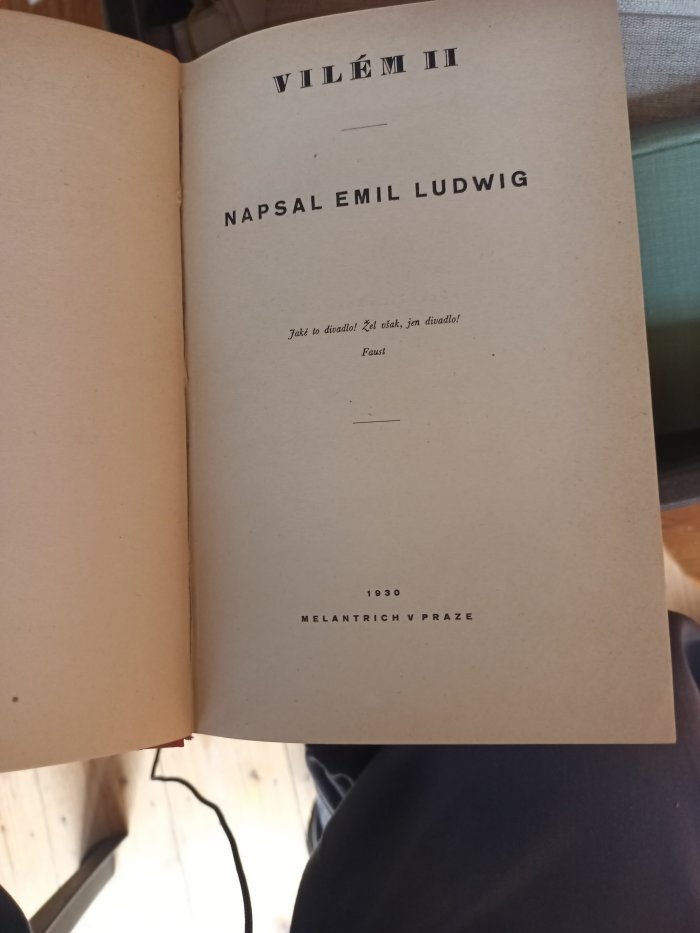 VILÉM II
NAPSAL EMIL LUDWIG
Jaké to divadlo! Žel však, jen divadlo!
Faust
1930
MELANTRICH V PRAZE